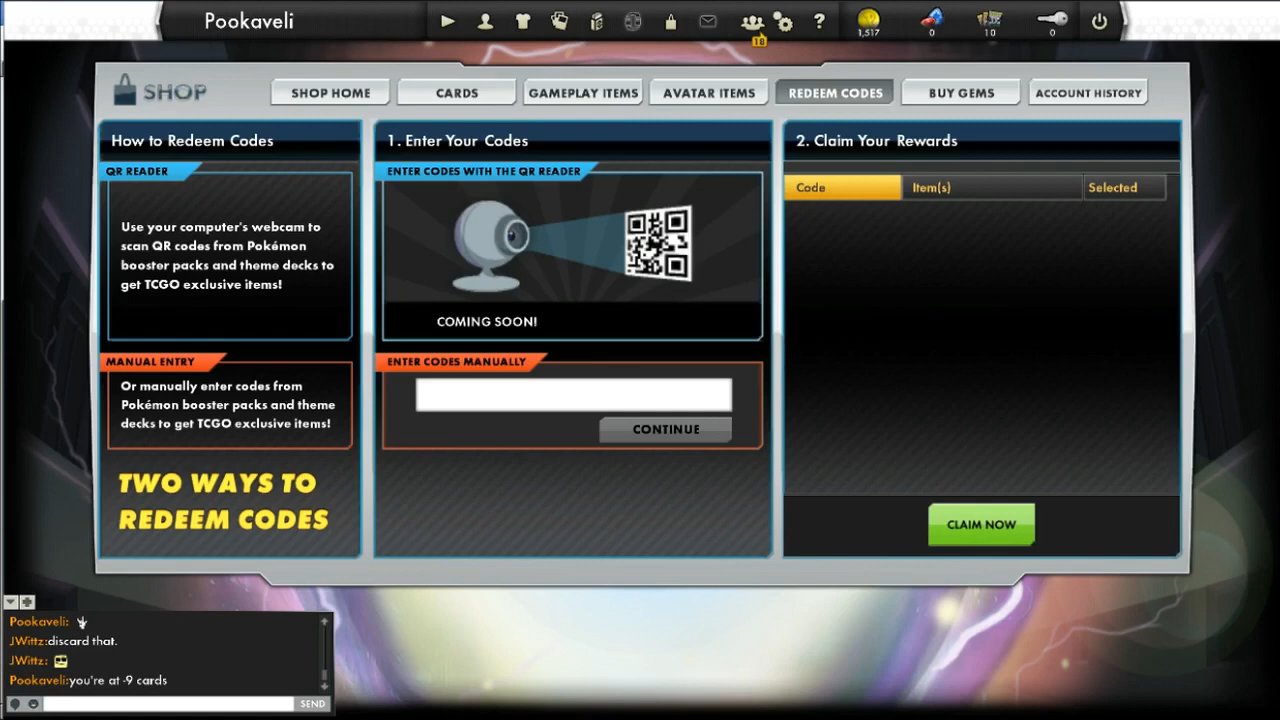 Pookaveli
18
1,517
0
10
0
SHOP
SHOP HOME
CARDS
GAMEPLAY ITEMS
AVATAR ITEMS
REDEEM CODES
BUY GEMS
ACCOUNT HISTORY
How to Redeem Codes
QR READER
Use your computer's webcam to
scan QR codes from Pokémon
booster packs and theme decks to
get TCGO exclusive items!
MANUAL ENTRY
Or manually enter codes from
Pokémon booster packs and theme
decks to get TCGO exclusive items!
TWO WAYS TO
REDEEM CODES
1. Enter Your Codes
ENTER CODES WITH THE QR READER
COMING SOON!
ENTER CODES MANUALLY
CONTINUE
2. Claim Your Rewards
Code Item(s) Selected
CLAIM NOW
Pookaveli:
JWittz:discard that.
JWittz:
Pookaveli:you're at -9 cards
SEND